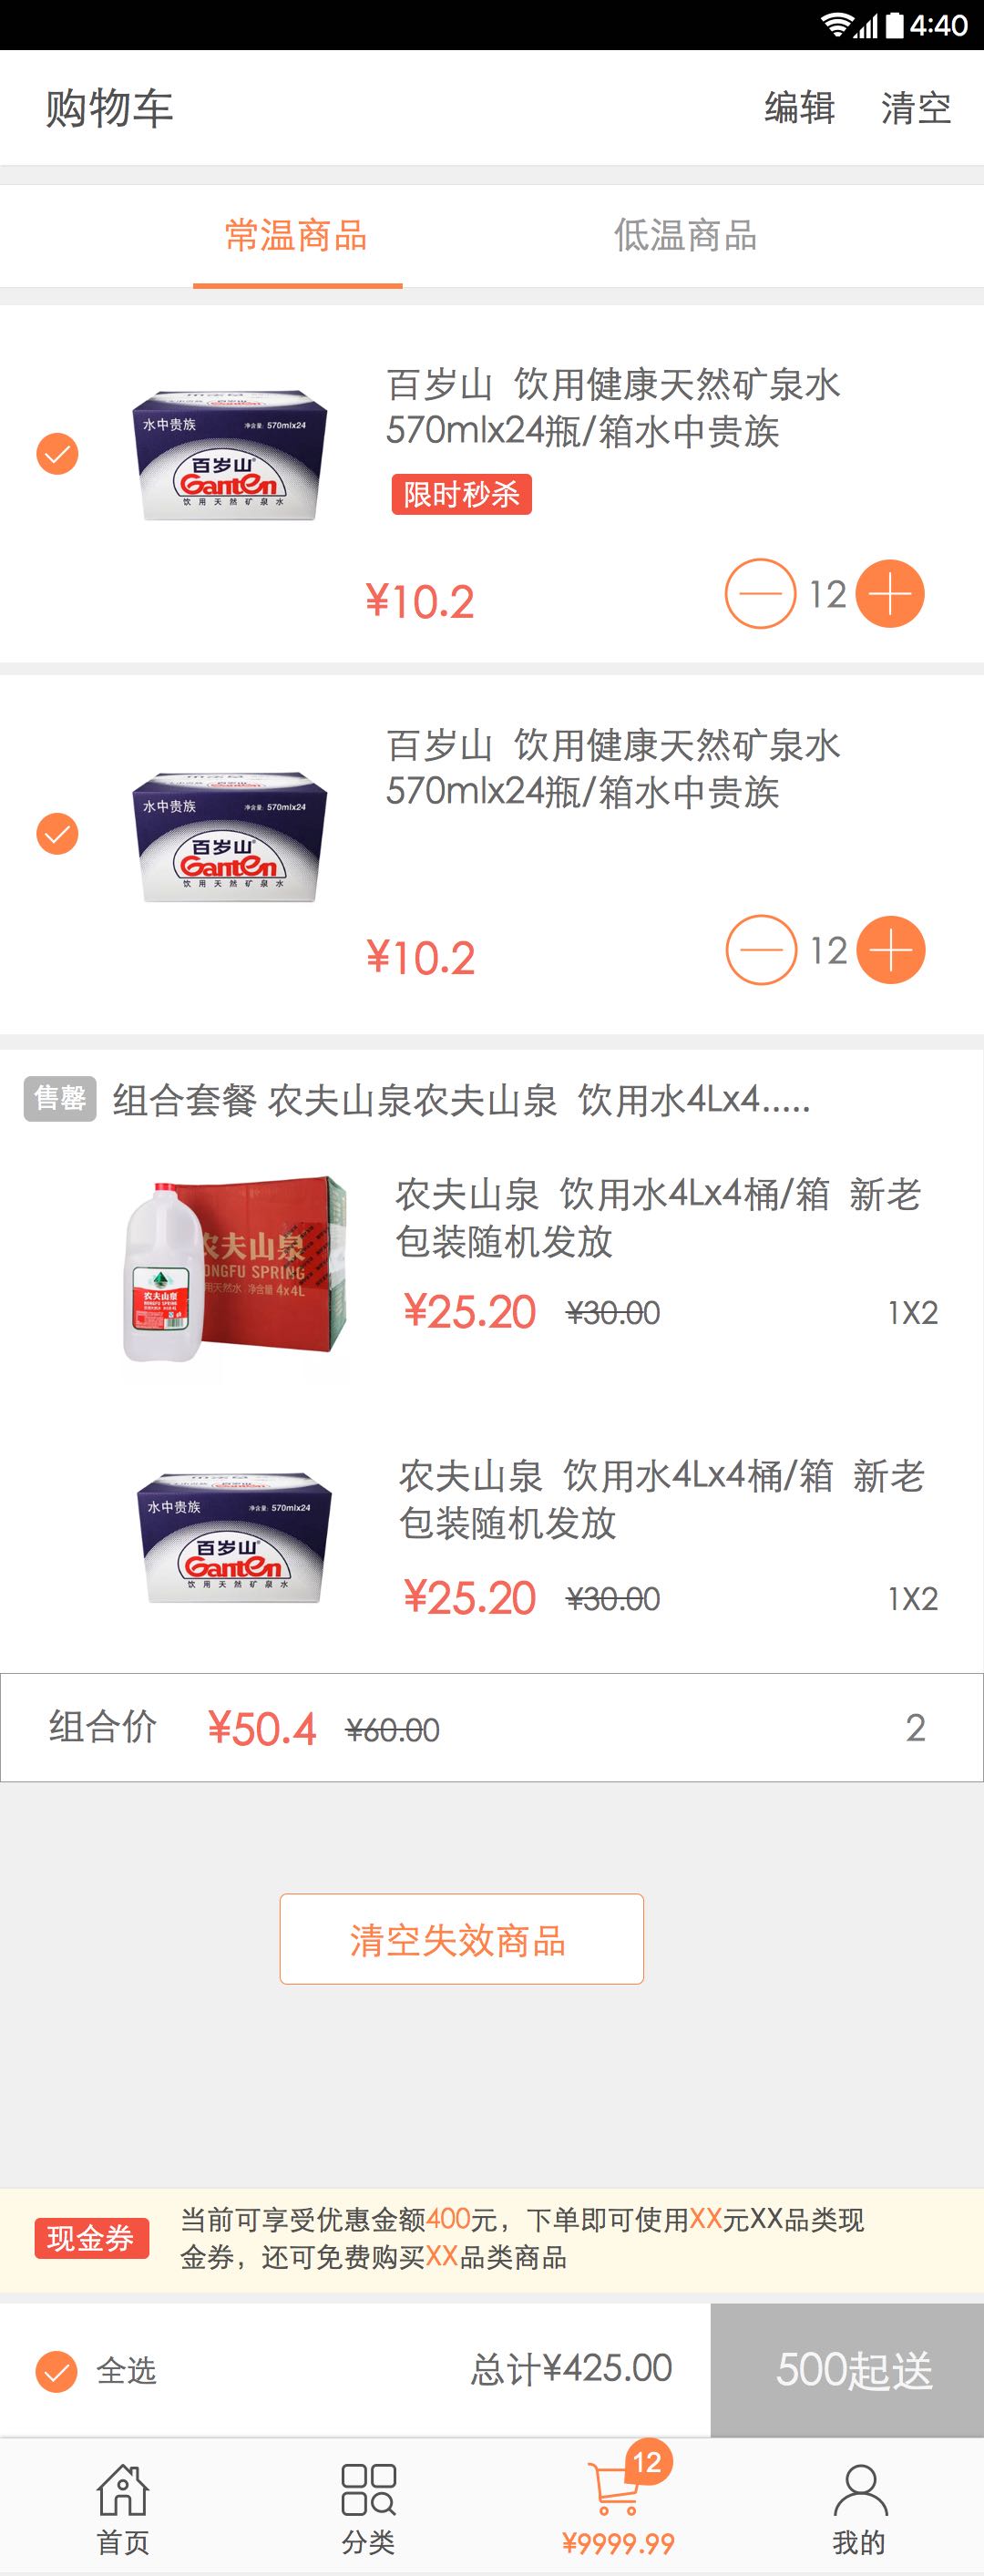 4:40
购物车 编辑 清空
常温商品 低温商品
百岁山 饮用健康天然矿泉水
570mlx24瓶/箱水中贵族
水中贵族 净含量: 570mlx24
百岁山
Ganten
饮用天然矿泉水
限时秒杀
¥10.2 12
百岁山 饮用健康天然矿泉水
570mlx24瓶/箱水中贵族
水中贵族 净含量: 570mlx24
百岁山
Ganten
饮用天然矿泉水
¥10.2 12
售罄 组合套餐 农夫山泉农夫山泉 饮用水4Lx4.....
农夫山泉 饮用水4Lx4桶/箱 新老
包装随机发放
农夫山泉
ONGFU SPRING
用天然水 净含量 4x4L
农夫山泉
¥25.20 ¥30.00 1X2
农夫山泉 饮用水4Lx4桶/箱 新老
包装随机发放
水中贵族 净含量: 570mlx24
百岁山
Ganten
饮用天然矿泉水
¥25.20 ¥30.00 1X2
组合价 ¥50.4 ¥60.00 2
清空失效商品
现金券
当前可享受优惠金额400元，下单即可使用XX元XX品类现
金券，还可免费购买XX品类商品
全选 总计¥425.00 500起送
12
首页 分类 ¥9999.99 我的